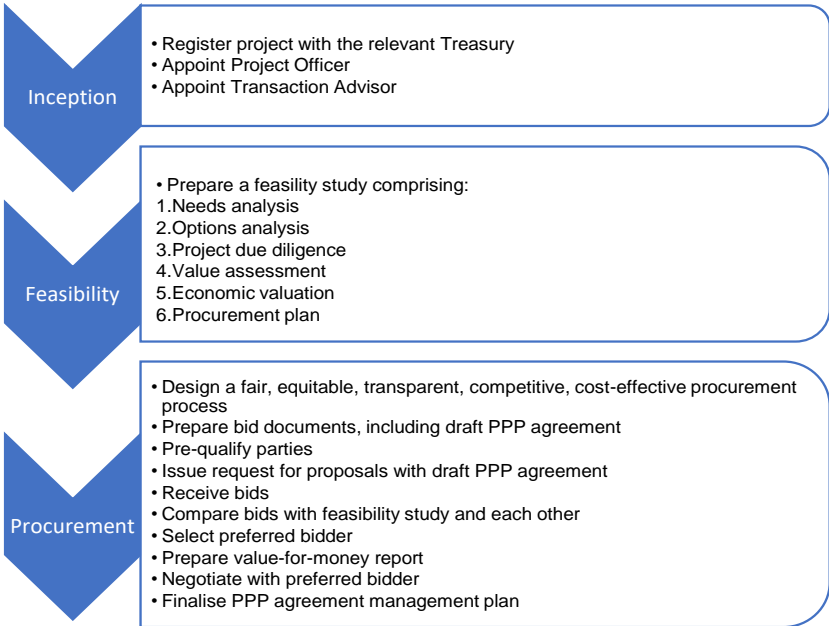 Inception
• Register project with the relevant Treasury
• Appoint Project Officer
• Appoint Transaction Advisor
Feasibility
• Prepare a feasility study comprising:
1.Needs analysis
2.Options analysis
3.Project due diligence
4.Value assessment
5.Economic valuation
6.Procurement plan
Procurement
• Design a fair, equitable, transparent, competitive, cost-effective procurement
process
• Prepare bid documents, including draft PPP agreement
• Pre-qualify parties
• Issue request for proposals with draft PPP agreement
• Receive bids
• Compare bids with feasibility study and each other
• Select preferred bidder
• Prepare value-for-money report
• Negotiate with preferred bidder
• Finalise PPP agreement management plan